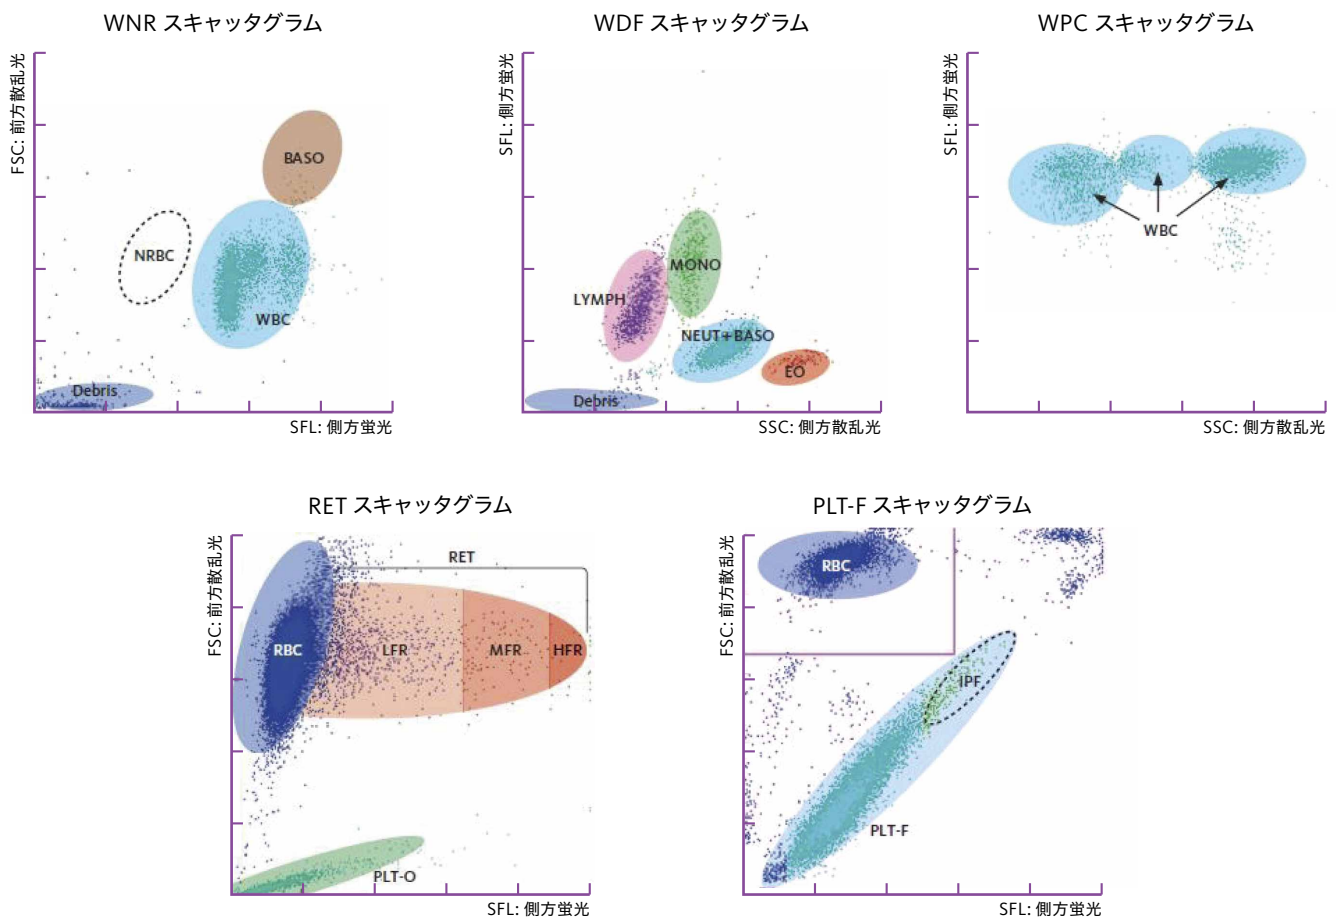 WNR スキャッタグラム
FSC: 前方散乱光
BASO
NRBC
WBC
Debris
SFL: 側方蛍光
WDF スキャッタグラム
SFL: 側方蛍光
MONO
LYMPH
NEUT+BASO
EO
Debris
SSC: 側方散乱光
WPC スキャッタグラム
SFL: 側方蛍光
WBC
SSC: 側方散乱光
RET スキャッタグラム
FSC: 前方散乱光
RET
RBC
LFR
MFR
HFR
PLT-O
SFL: 側方蛍光
PLT-F スキャッタグラム
FSC: 前方散乱光
RBC
IPF
PLT-F
SFL: 側方蛍光